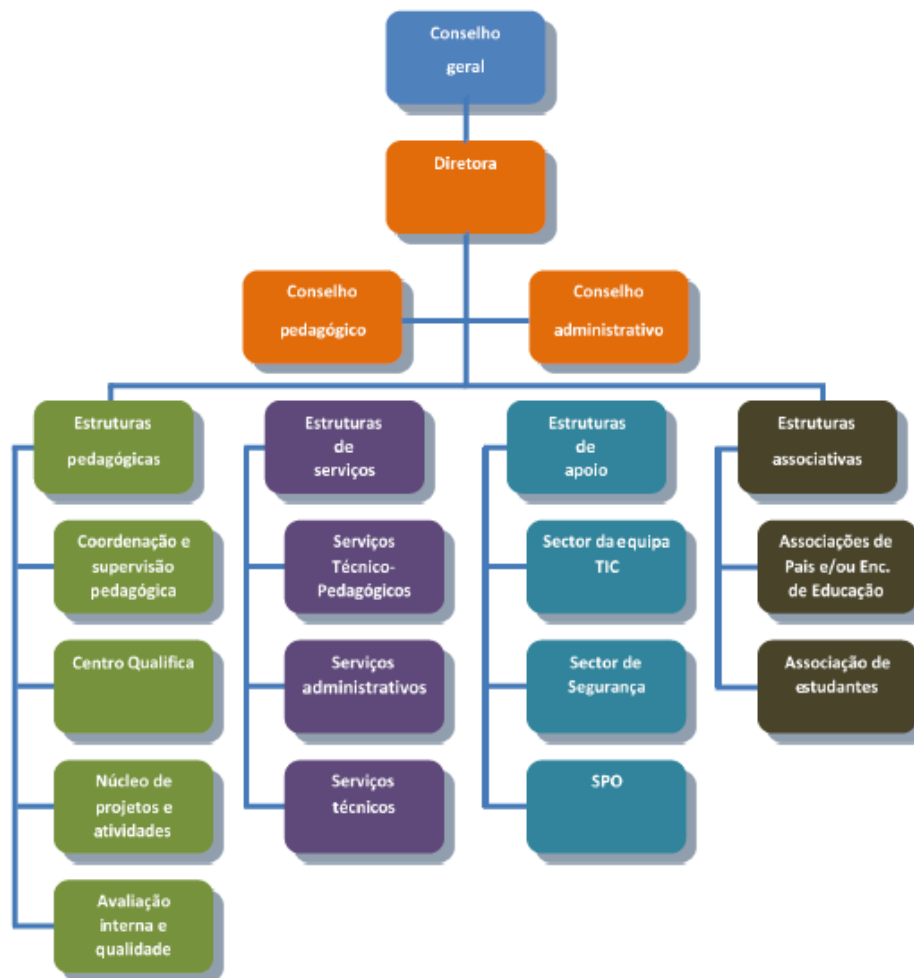 Conselho
geral
Diretora
Conselho
pedagógico
Conselho
administrativo
Estruturas
pedagógicas
Coordenação e
supervisão
pedagógica
Centro Qualifica
Núcleo de
projetos e
atividades
Avaliação
interna e
qualidade
Estruturas
de
serviços
Serviços
Técnico-
Pedagógicos
Serviços
administrativos
Serviços
técnicos
Estruturas
de
apoio
Sector da equipa
TIC
Sector de
Segurança
SPO
Estruturas
associativas
Associações de
Pais e/ou Enc.
de Educação
Associação de
estudantes